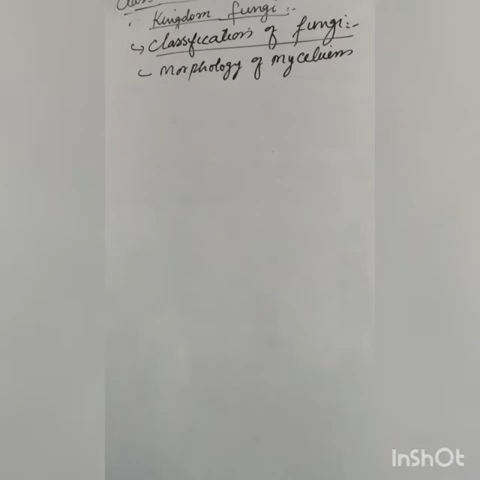 Kingdom fungi :-
↳ Classification of fungi :-
Morphology of mycelium
InShOt